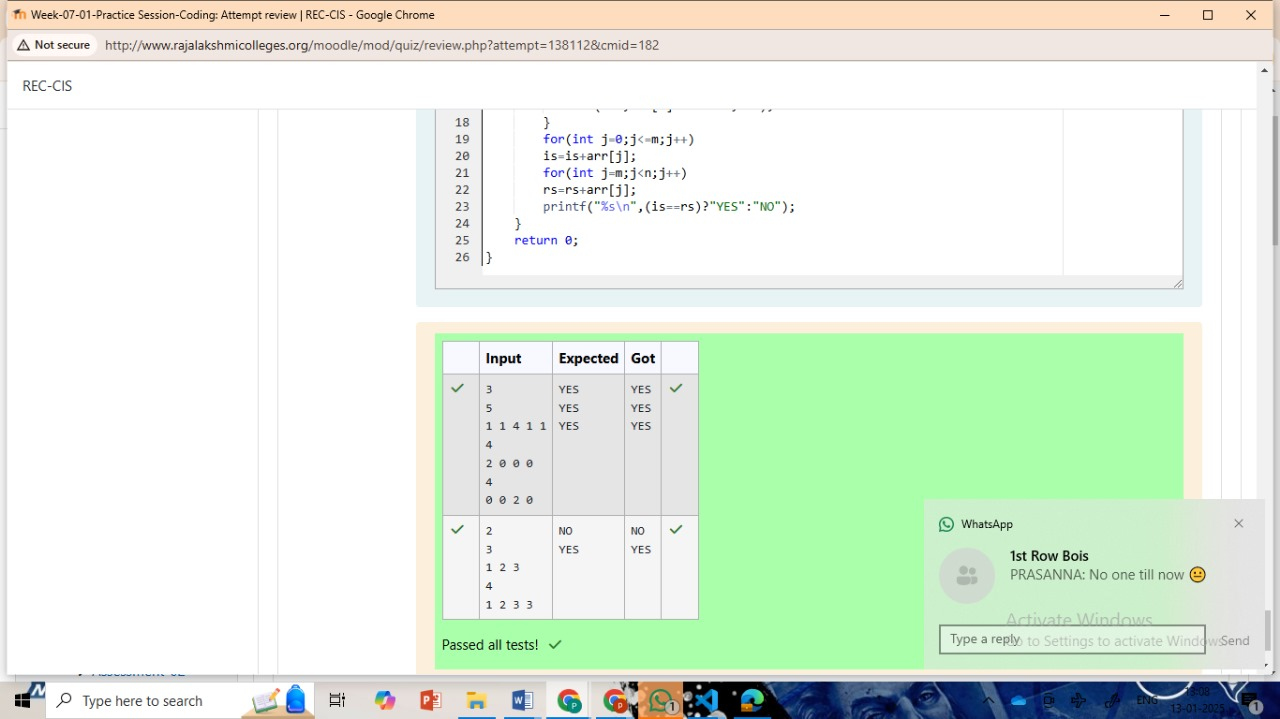 Week-07-01-Practice Session-Coding: Attempt review | REC-CIS - Google Chrome
Not secure http://www.rajalakshmicolleges.org/moodle/mod/quiz/review.php?attempt=138112&cmid=182
REC-CIS
18 }
19 for(int j=0;j<=m;j++)
20 is=is+arr[j];
21 for(int j=m;j<n;j++)
22 rs=rs+arr[j];
23 printf("%s\n",(is==rs)?"YES":"NO");
24 }
25 return 0;
26 }
Input Expected Got
3 YES YES
5 YES YES
1 1 4 1 1 YES YES
4
2 0 0 0
4
0 0 2 0
2 NO NO
3 YES YES
1 2 3
4
1 2 3 3
Passed all tests!
WhatsApp
1st Row Bois
PRASANNA: No one till now 😐
Activate Windows
Type a reply
Go to Settings to activate Windows.
Send
Type here to search
ENG
13:08
13-01-2025
1